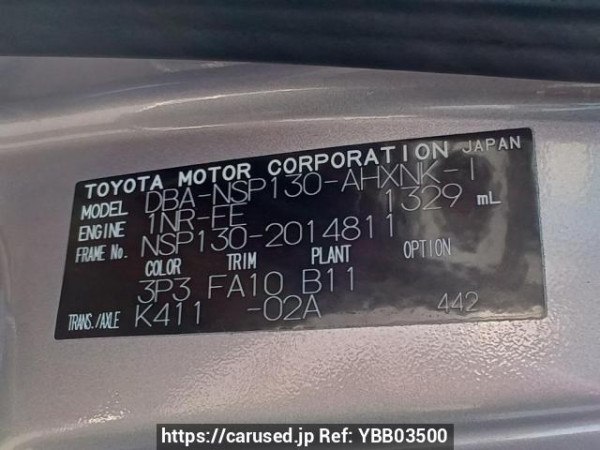 TOYOTA MOTOR CORPORATION JAPAN
MODEL DBA-NSP130-AHXNK-I
ENGINE 1NR-FE 1329 mL
FRAME No. NSP130-2014811
COLOR TRIM PLANT OPTION
3P3 FA10 B11
TRANS./AXLE K411 -02A 442
https://carused.jp Ref: YBB03500